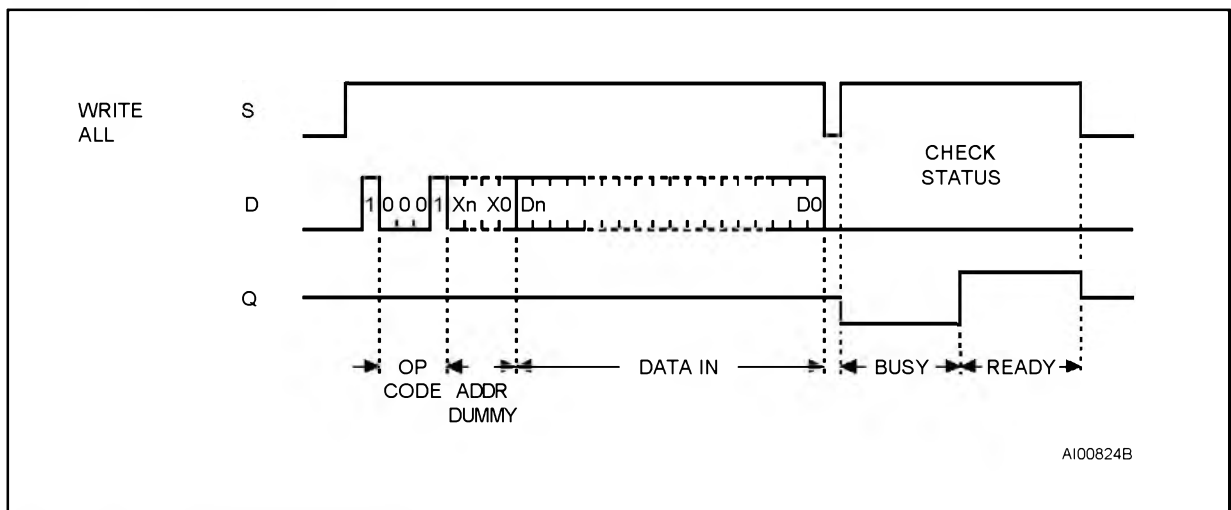 WRITE ALL
S
CHECK STATUS
D
1 0 0 0 1 Xn X0 Dn D0
Q
OP CODE
ADDR DUMMY
DATA IN
BUSY
READY
AI00824B